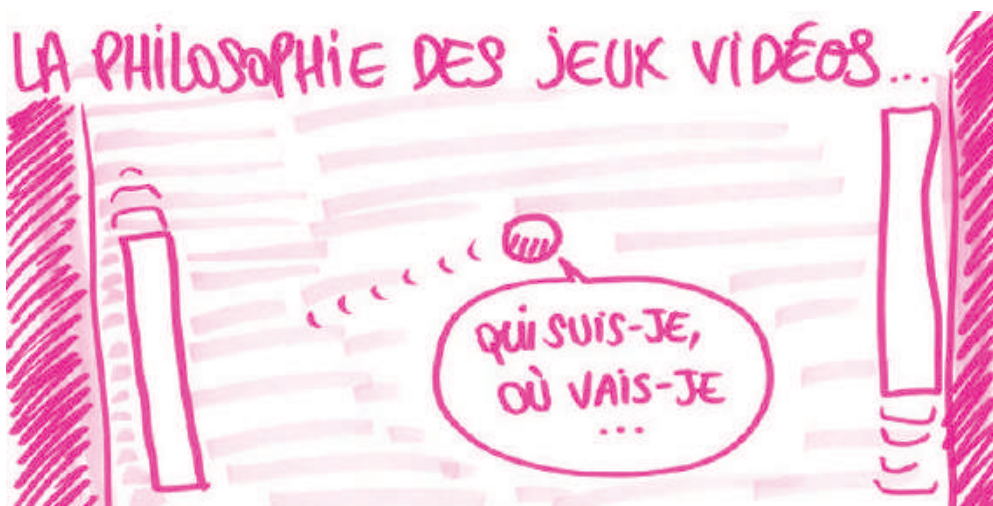 LA PHILOSOPHIE DES JEUX VIDÉOS...
QUI SUIS-JE,
OÙ VAIS-JE
...